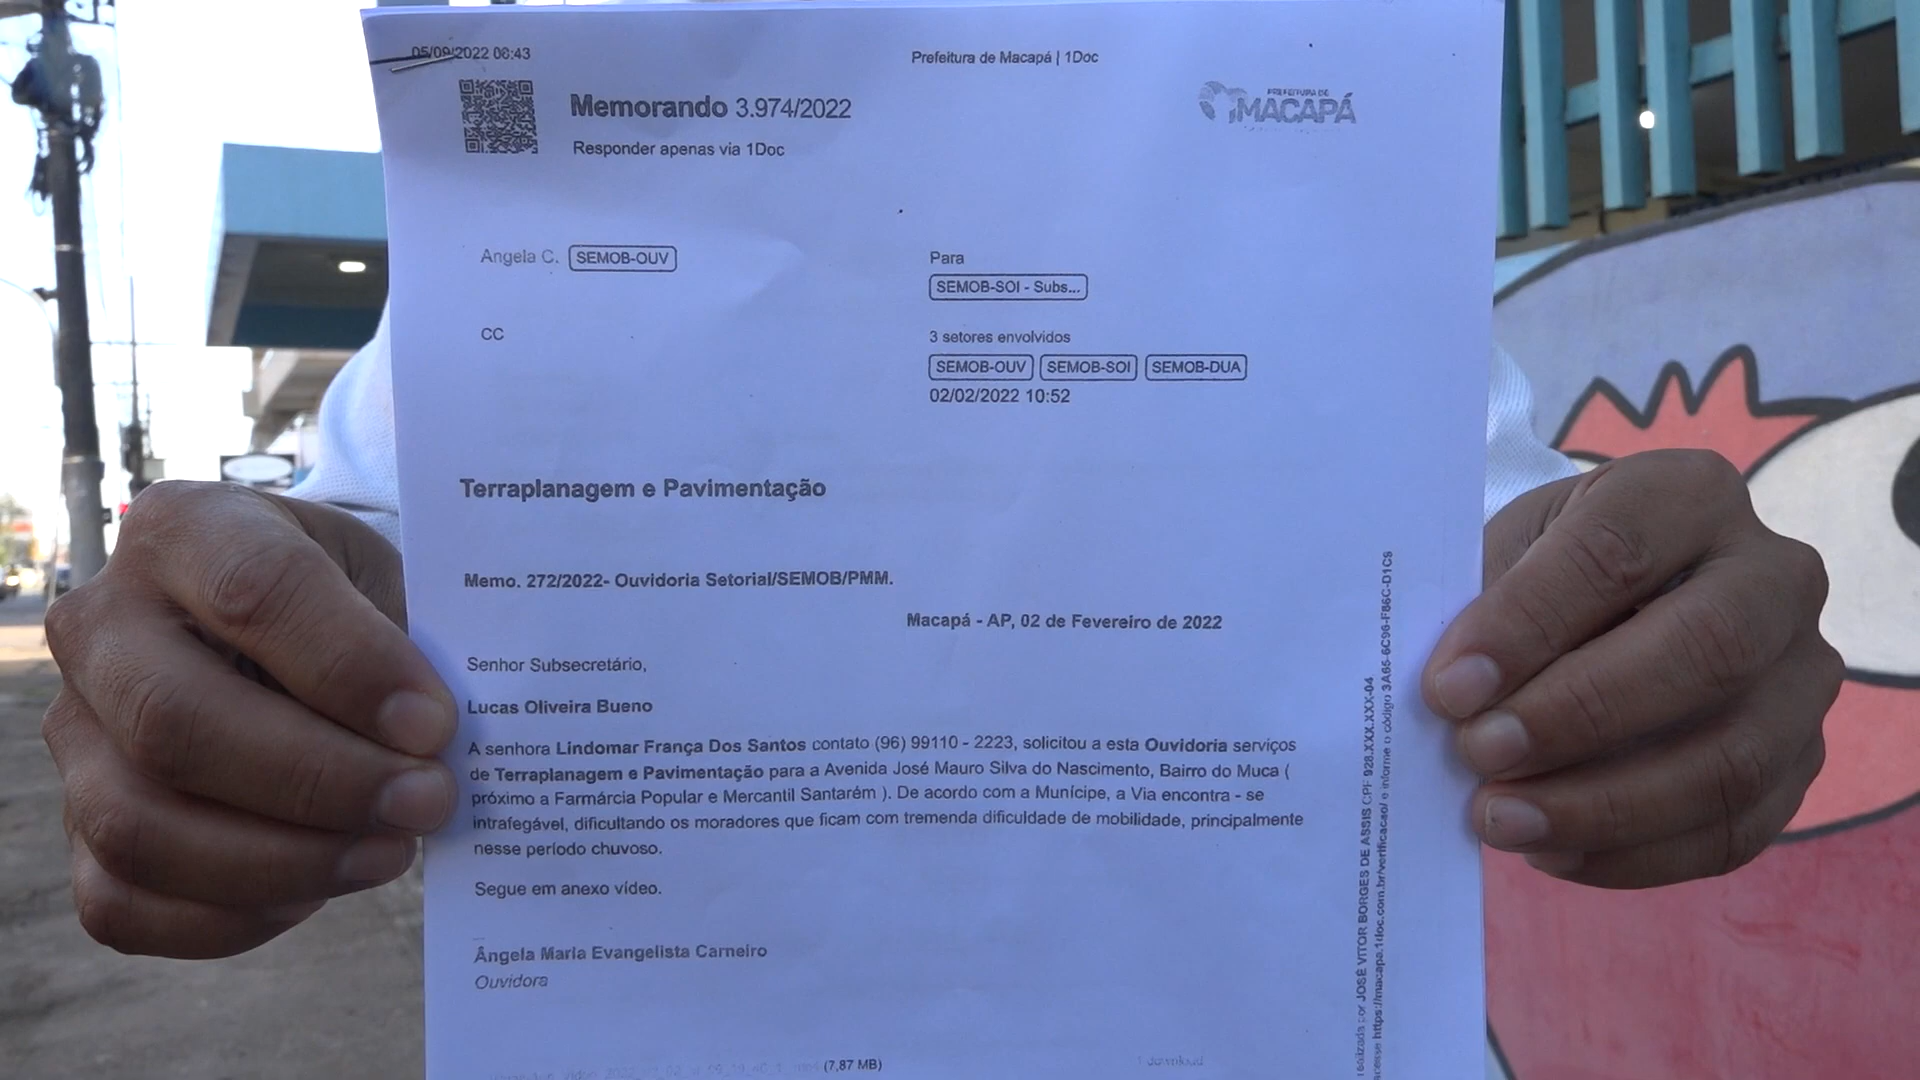 05/09/2022 06:43
Prefeitura de Macapá | 1Doc
Memorando 3.974/2022
PREFEITURA DE
MACAPÁ
Responder apenas via 1Doc
Angela C. SEMOB-OUV
Para
SEMOB-SOI - Subs...
CC
3 setores envolvidos
SEMOB-OUV SEMOB-SOI SEMOB-DUA
02/02/2022 10:52
Terraplanagem e Pavimentação
Memo. 272/2022- Ouvidoria Setorial/SEMOB/PMM.
Macapá - AP, 02 de Fevereiro de 2022
Senhor Subsecretário,
Lucas Oliveira Bueno
A senhora Lindomar França Dos Santos contato (96) 99110 - 2223, solicitou a esta Ouvidoria serviços
de Terraplanagem e Pavimentação para a Avenida José Mauro Silva do Nascimento, Bairro do Muca (
próximo a Farmárcia Popular e Mercantil Santarém ). De acordo com a Munícipe, a Via encontra - se
intrafegável, dificultando os moradores que ficam com tremenda dificuldade de mobilidade, principalmente
nesse período chuvoso.
Segue em anexo vídeo.
Ângela Maria Evangelista Carneiro
Ouvidora
(7,87 MB)
1 download
por JOSÉ VITOR BORGES DE ASSIS CPF 928.XXX.XXX-04
acesse https://macapa.1doc.com.br/verificacao/ e informe o código 3A65-6C96-F86C-D1C8